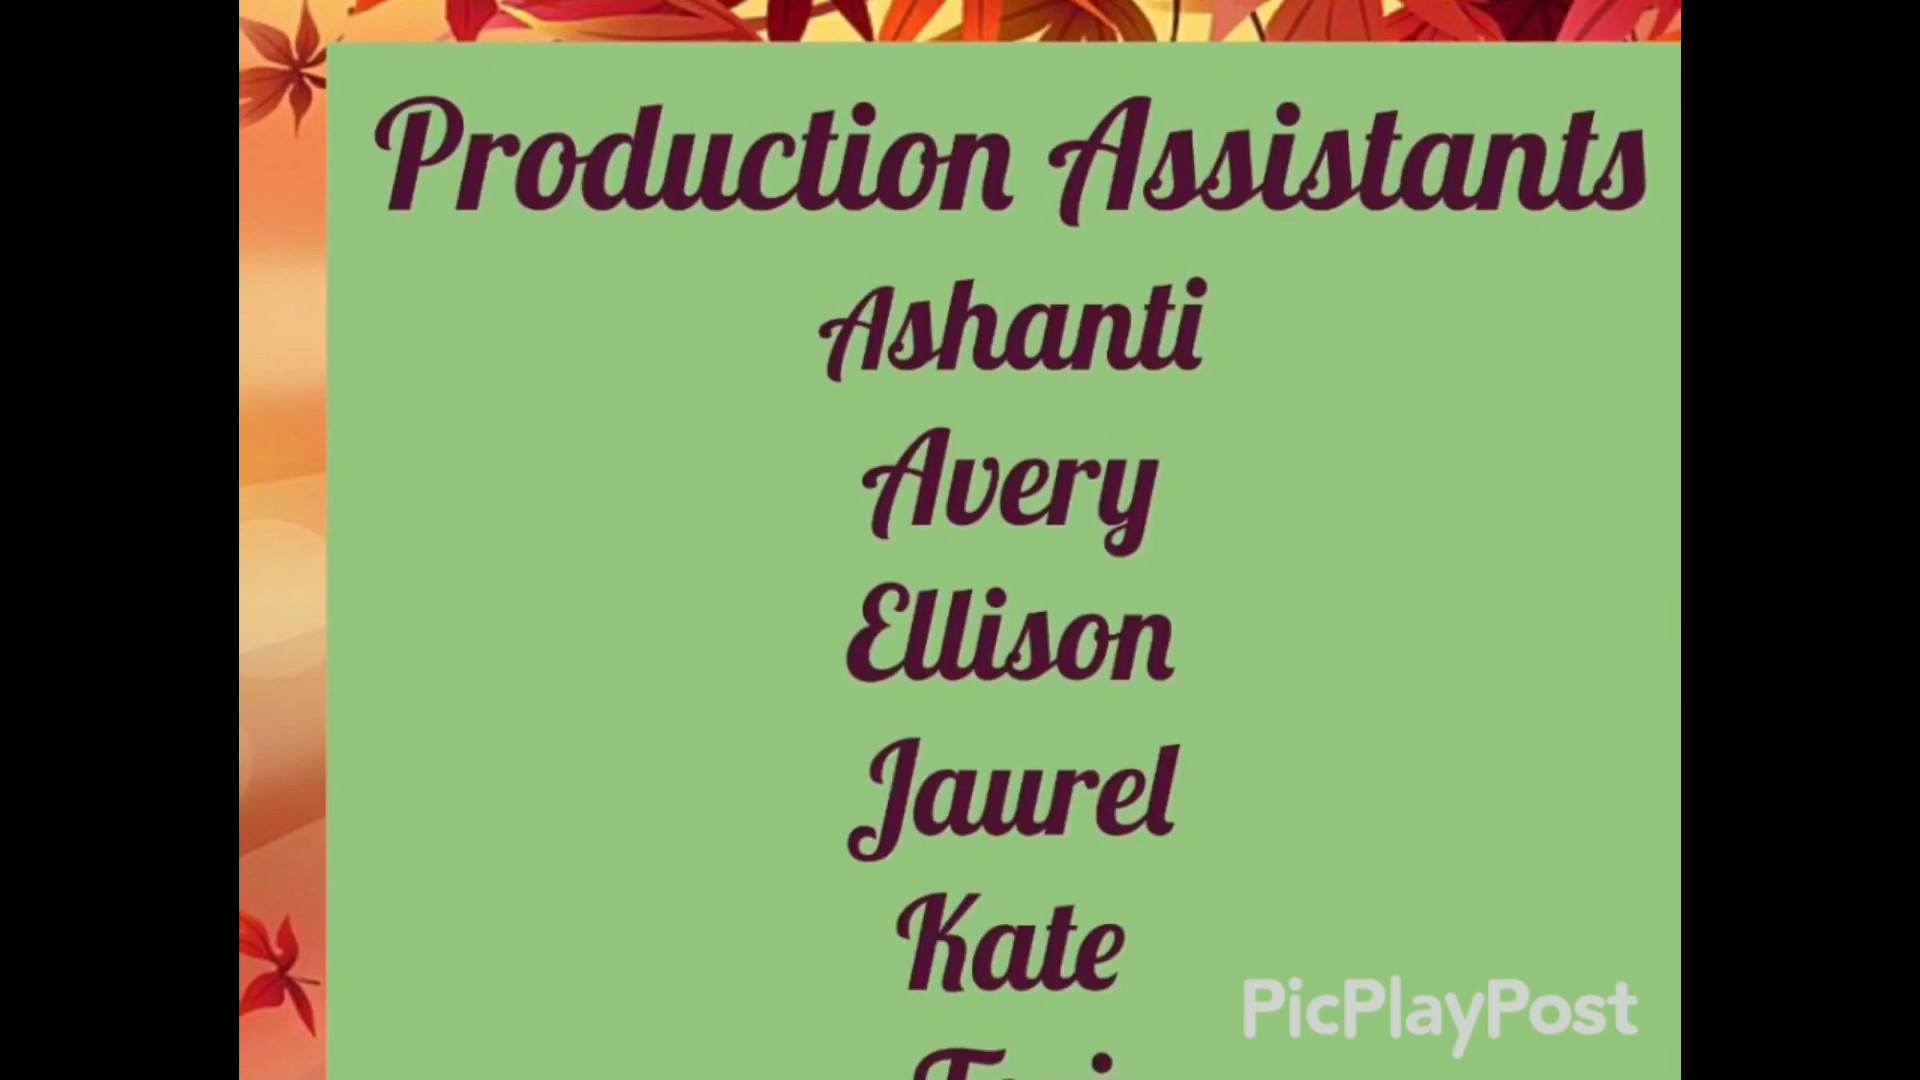 Production Assistants
Ashanti
Avery
Ellison
Jaurel
Kate
PicPlayPost